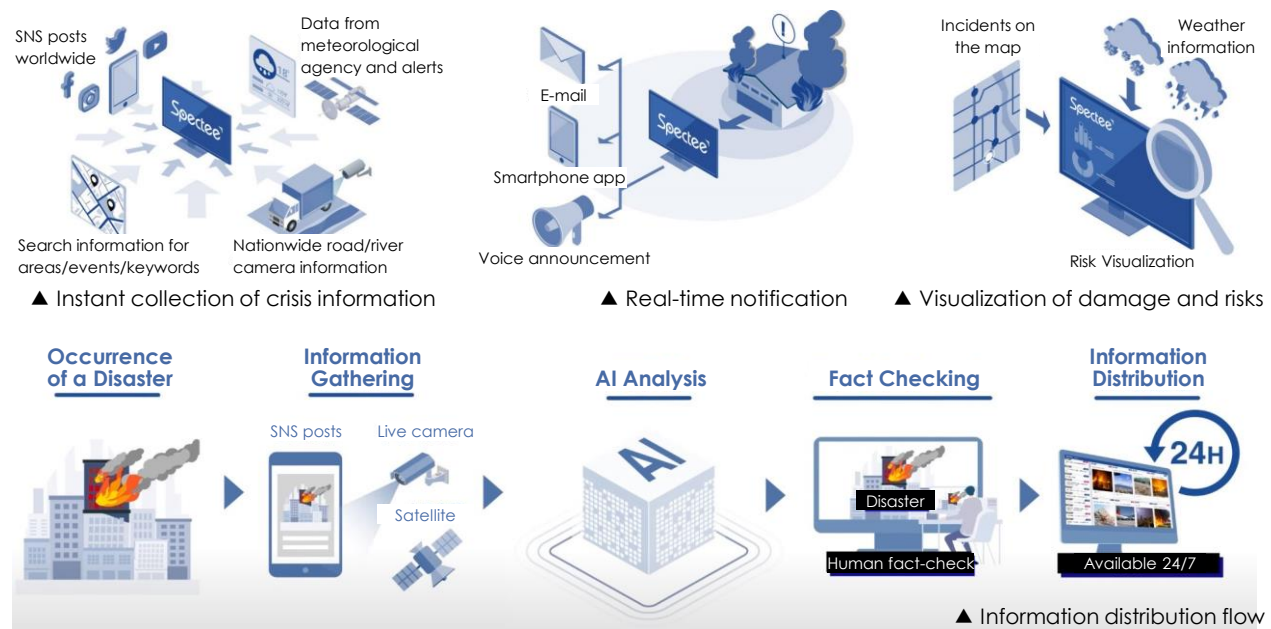 SNS posts
worldwide
Data from
meteorological
agency and alerts
18°
Spectee
Search information for
areas/events/keywords
Nationwide road/river
camera information
▲ Instant collection of crisis information
E-mail
Smartphone app
Voice announcement
Spectee
▲ Real-time notification
Incidents on
the map
Weather
information
Spectee
Risk Visualization
▲ Visualization of damage and risks
Occurrence
of a Disaster
Information
Gathering
SNS posts
Live camera
Satellite
AI Analysis
AI
Fact Checking
Disaster
Human fact-check
Information
Distribution
24H
Available 24/7
▲ Information distribution flow